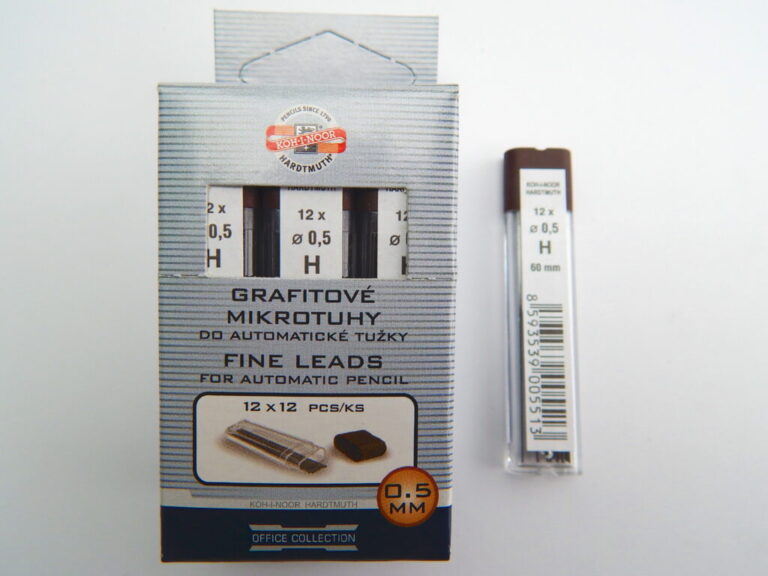 PENCILS SINCE 1790
KOH-I-NOOR
HARDTMUTH
HARDTMUTH
2 x
0,5
H
12 x
ø 0,5
H
12
ø
H
GRAFITOVÉ
MIKROTUHY
DO AUTOMATICKÉ TUŽKY
FINE LEADS
FOR AUTOMATIC PENCIL
12 x 12 PCS/KS
0.5
MM
KOH-I-NOOR HARDTMUTH
OFFICE COLLECTION
KOH-I-NOOR
HARDTMUTH
12 x
ø 0,5
H
60 mm
8593539005513